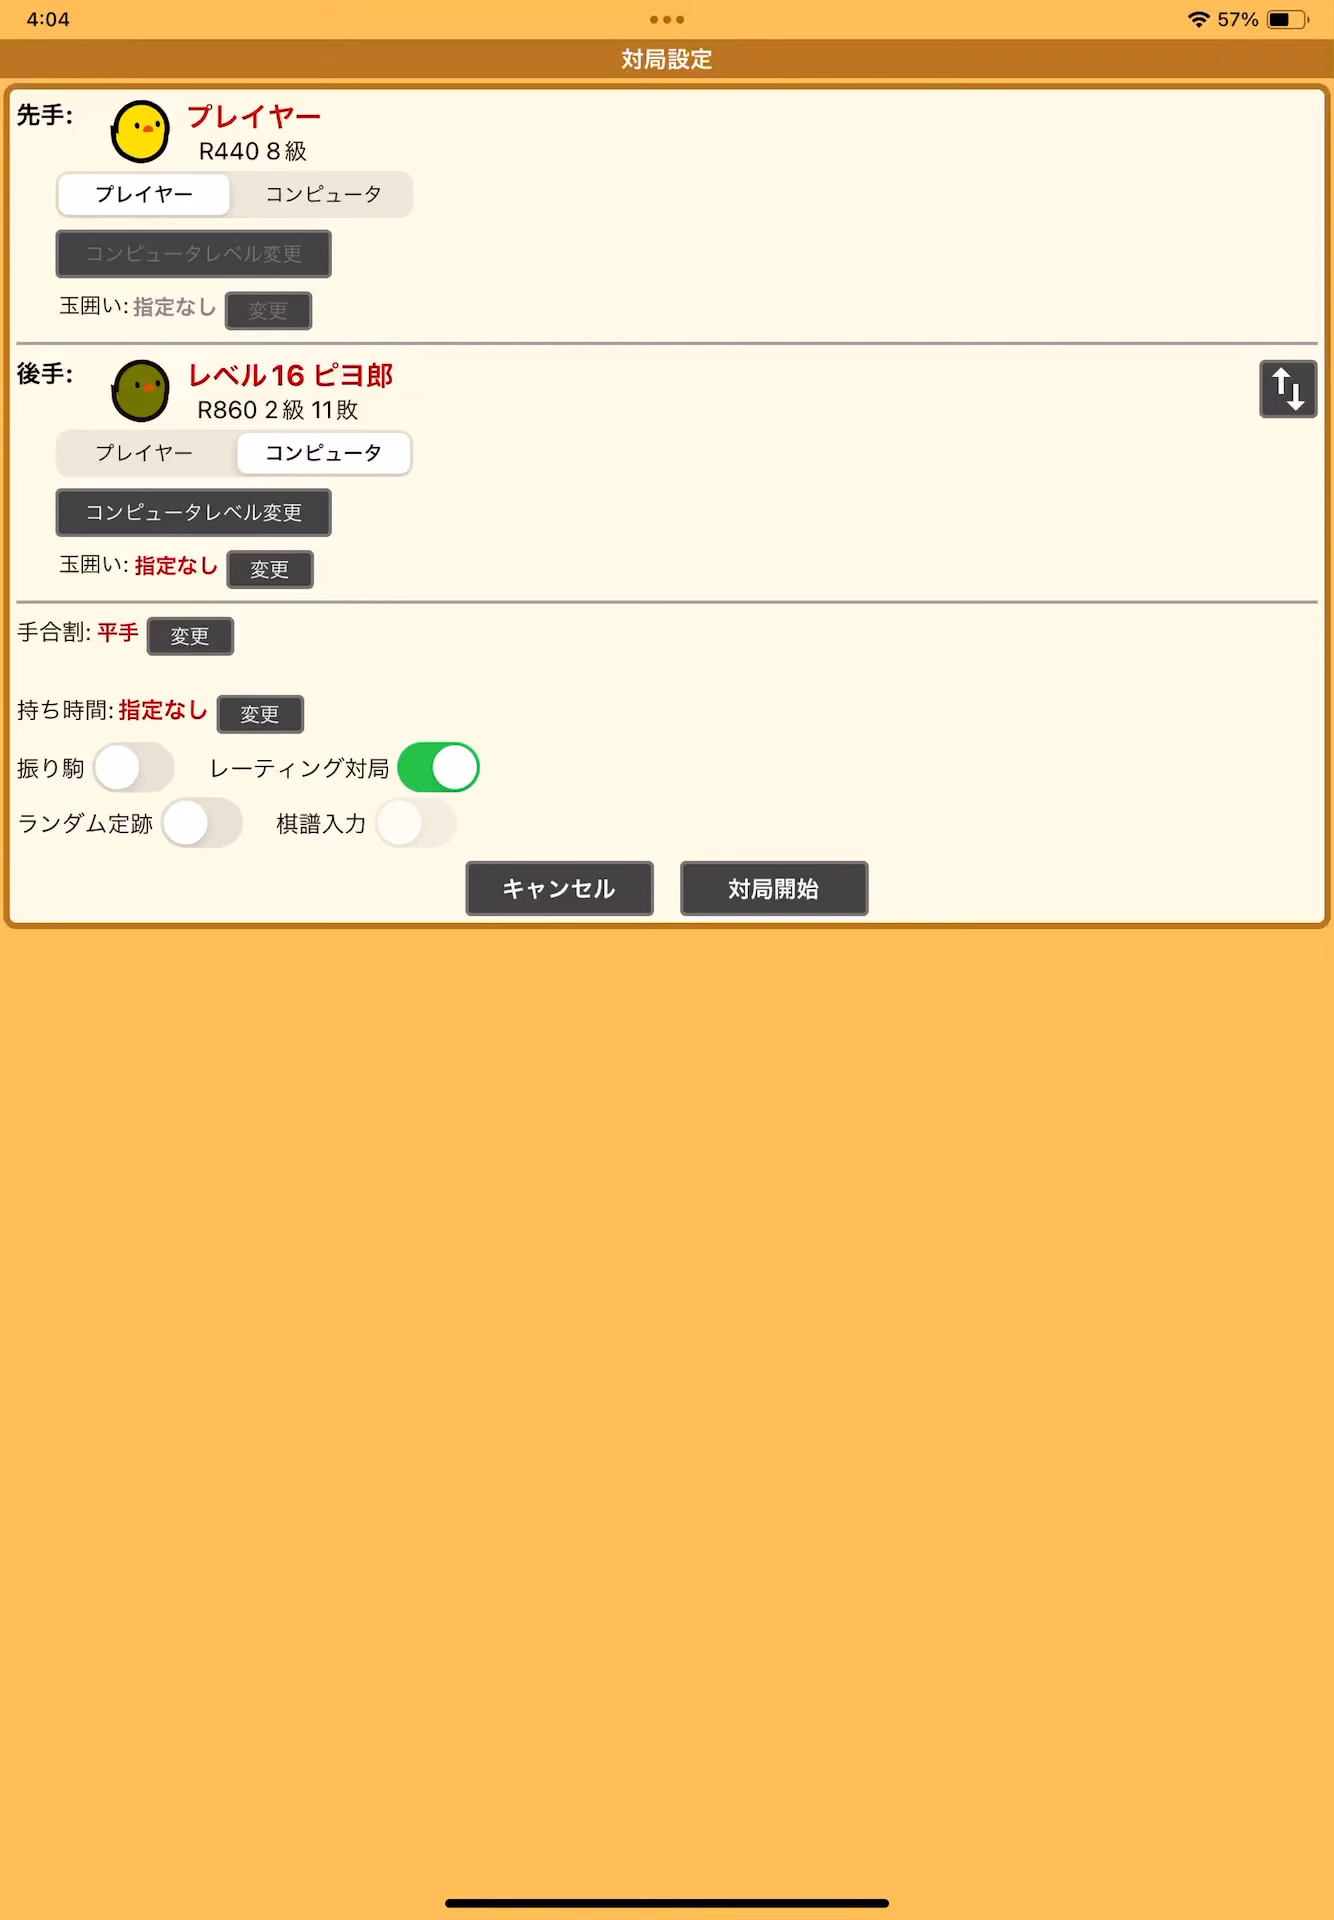 4:04
57%
対局設定
先手:
プレイヤー
R440 8級
プレイヤー コンピュータ
コンピュータレベル変更
玉囲い: 指定なし 変更
後手:
レベル16 ピヨ郎
R860 2級 11敗
プレイヤー コンピュータ
コンピュータレベル変更
玉囲い: 指定なし 変更
手合割: 平手 変更
持ち時間: 指定なし 変更
振り駒 レーティング対局
ランダム定跡 棋譜入力
キャンセル 対局開始